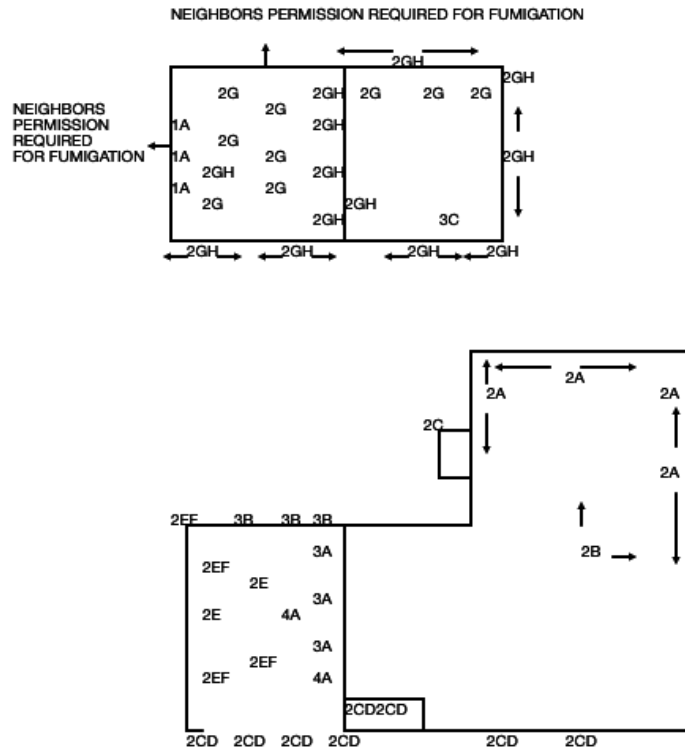 NEIGHBORS PERMISSION REQUIRED FOR FUMIGATION
2GH
2GH
2G 2GH 2G 2G 2G
2G
NEIGHBORS
PERMISSION
REQUIRED
FOR FUMIGATION
1A 2GH
2G
1A 2G 2GH
2GH 2GH
1A 2G
2G 2GH
2GH 3C
2GH 2GH 2GH 2GH
2A
2A 2A
2C
2A
2EF 3B 3B 3B
3A 2B
2EF
2E
3A
2E 4A
3A
2EF
2EF 4A
2CD2CD
2CD 2CD 2CD 2CD 2CD 2CD